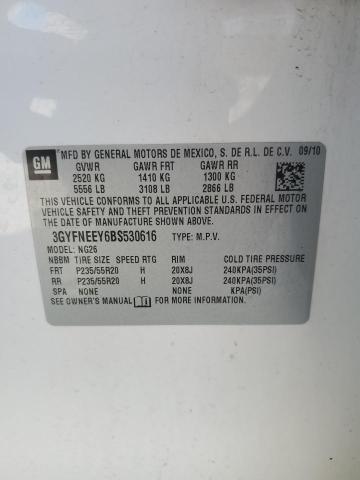 GM
MFD BY GENERAL MOTORS DE MEXICO, S. DE R.L. DE C.V. 09/10
GVWR GAWR FRT GAWR RR
2520 KG 1410 KG 1300 KG
5556 LB 3108 LB 2866 LB
THIS VEHICLE CONFORMS TO ALL APPLICABLE U.S. FEDERAL MOTOR
VEHICLE SAFETY, BUMPER, AND THEFT PREVENTION STANDARDS IN
EFFECT ON THE DATE OF MANUFACTURE SHOWN ABOVE.
3GYFNEEY6BS530616 TYPE: M.P.V.
MODEL: NG26
NBBM TIRE SIZE SPEED RTG RIM COLD TIRE PRESSURE
FRT P235/55R20 H 20X8J 240KPA(35PSI)
RR P235/55R20 H 20X8J 240KPA(35PSI)
SPA NONE NONE KPA(PSI)
SEE OWNER'S MANUAL FOR MORE INFORMATION.